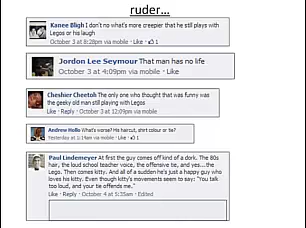 ruder...
Kanee Bligh I don't no what's more creepier that he still plays with
Legos or his laugh
October 3 at 8:28pm via mobile · Like · 1
Jordon Lee Seymour That man has no life
October 3 at 4:09pm via mobile · Like
Cheshier Cheetoh The only one who thought that was funny was
the geeky old man still playing with Legos
Like · Reply · October 3 at 12:09pm via mobile
Andrew Hollo What's worse? His haircut, shirt colour or tie?
Yesterday at 1:14am via mobile · Like · 1
Paul Lindemeyer At first the guy comes off kind of a dork. The 80s
hair, the loud school teacher voice, the offensive tie, and yes...the
Lego. Then comes kitty. And all of a sudden he's just a happy guy who
loves his kitty. Even though kitty's movements seem to say: "You talk
too loud, and your tie offends me."
Like · Reply · October 4 at 5:35am · Edited